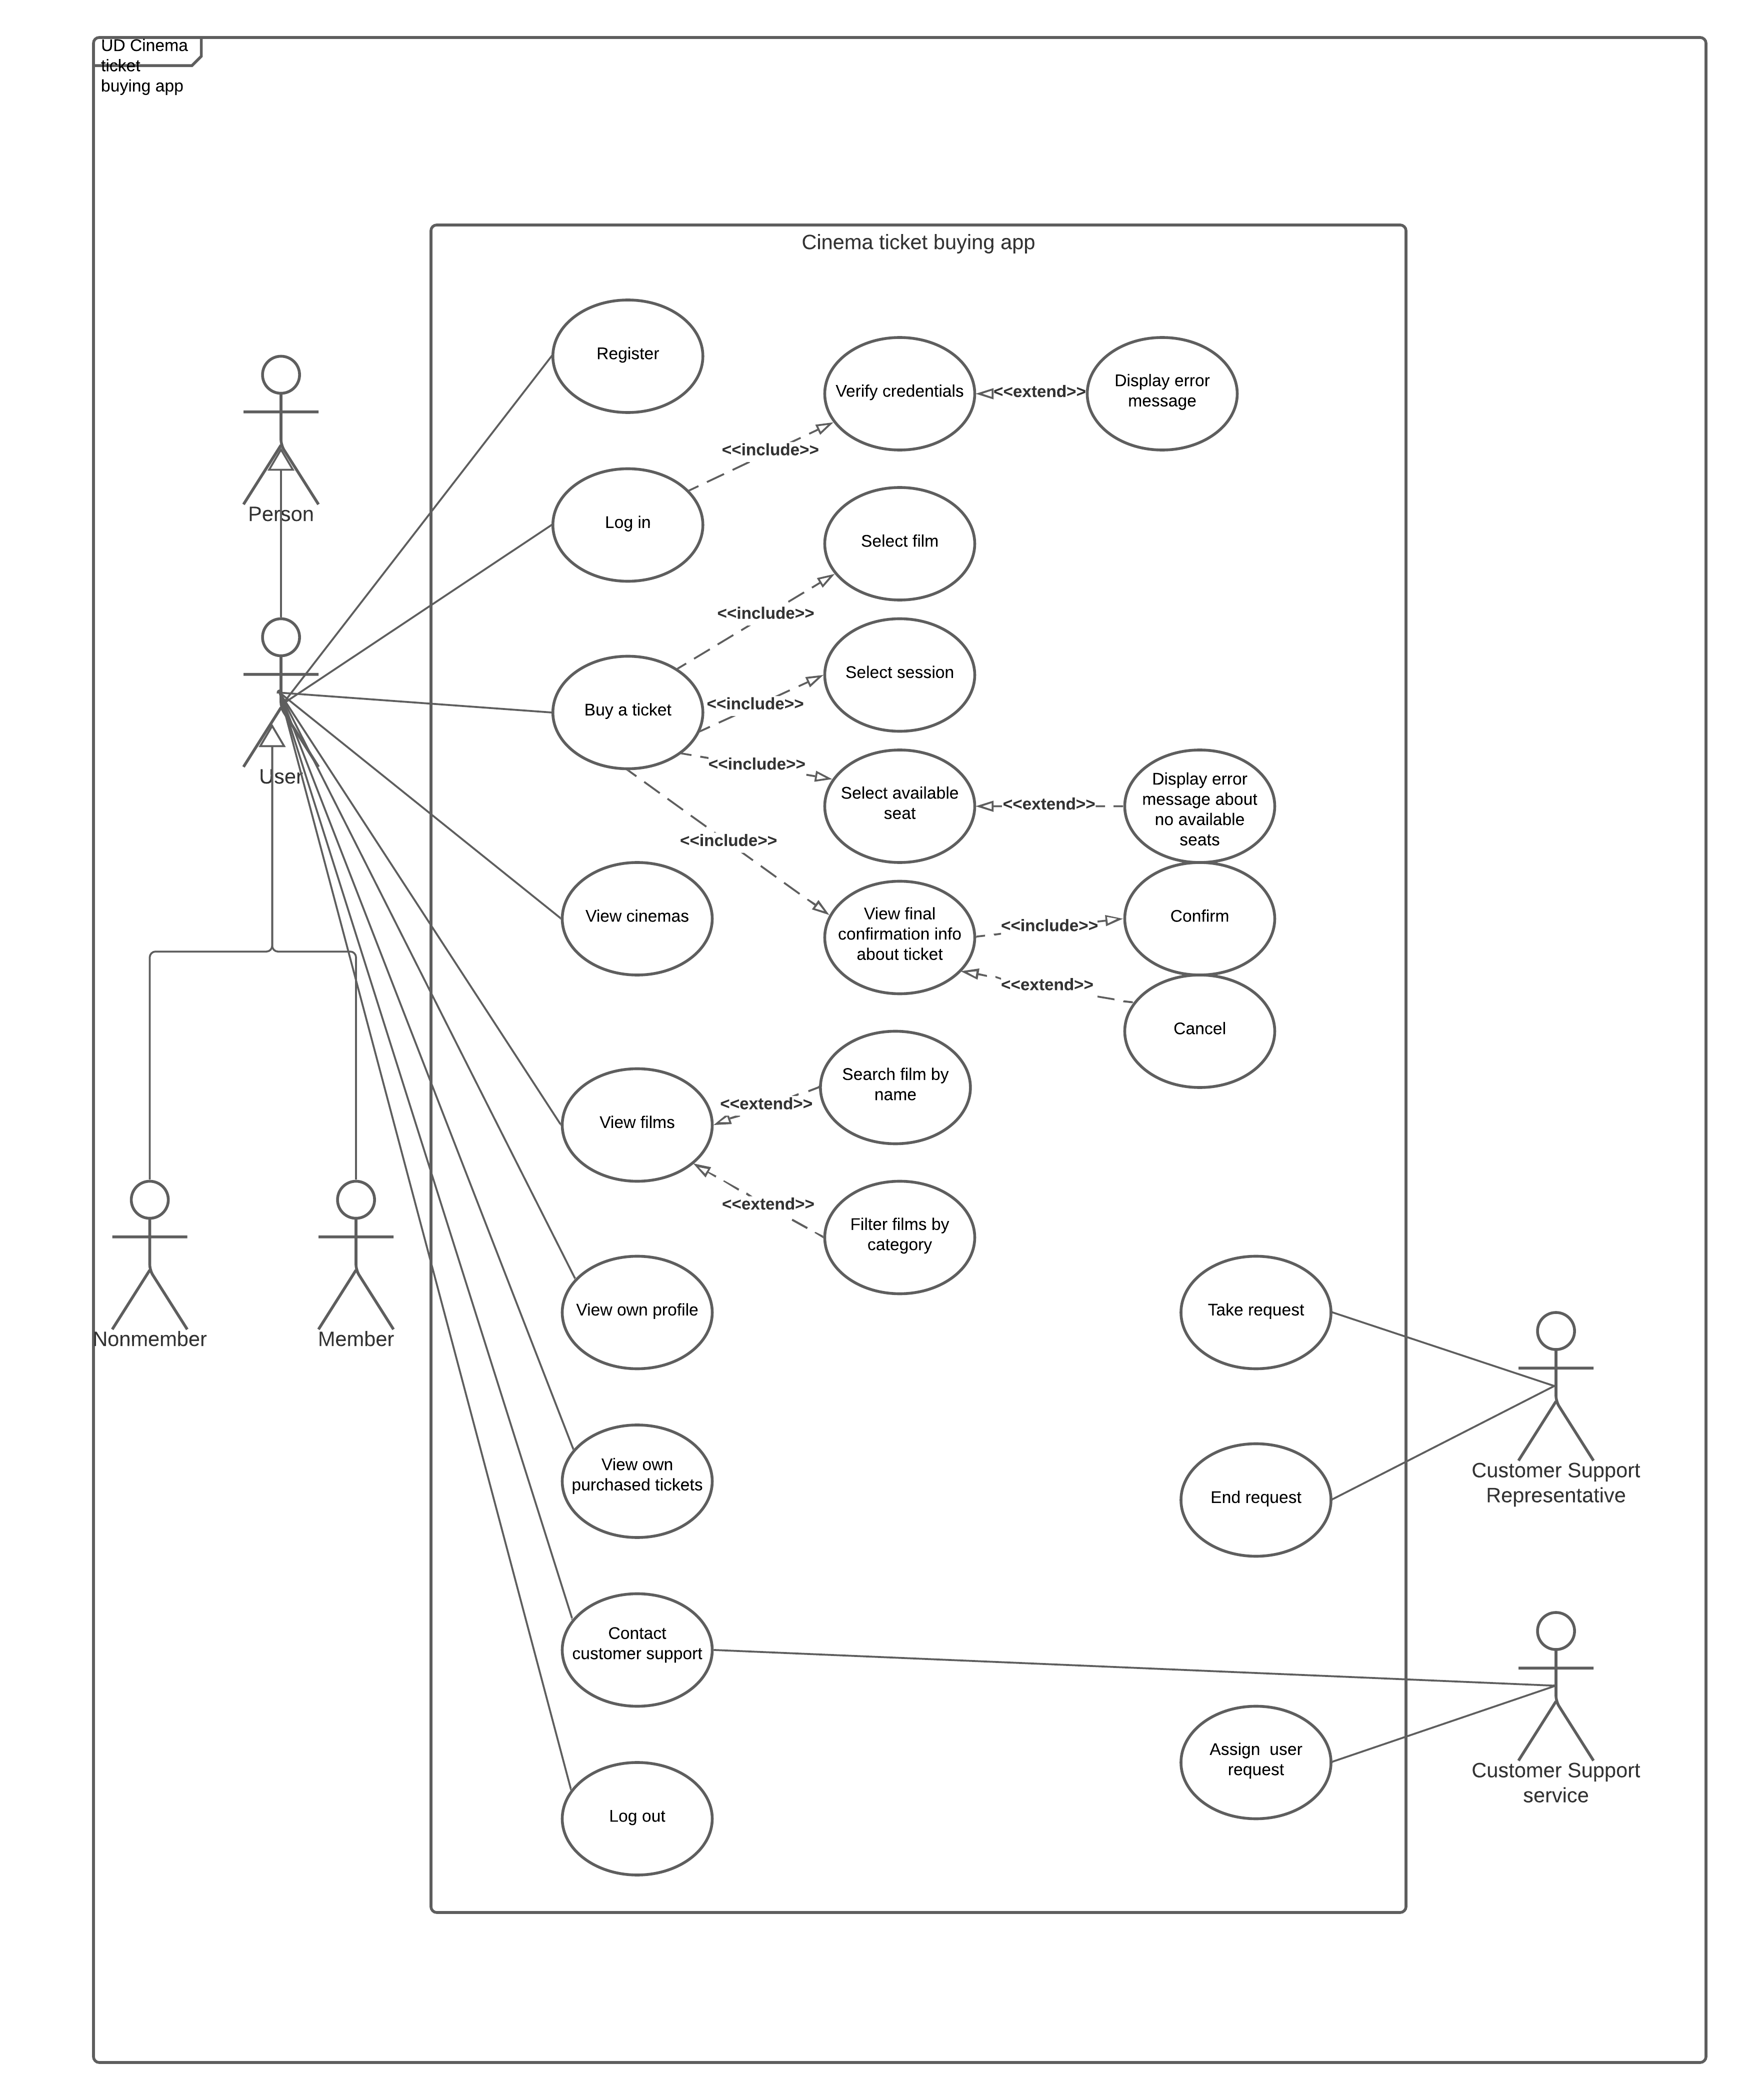 UD Cinema
ticket
buying app
Cinema ticket buying app
Register
Verify credentials
<<extend>>
Display error
message
<<include>>
Person
Log in
Select film
<<include>>
Select session
Buy a ticket
<<include>>
User
<<include>>
Select available
seat
<<extend>>
Display error
message about
no available
seats
<<include>>
View cinemas
View final
confirmation info
about ticket
<<include>>
Confirm
<<extend>>
Cancel
Search film by
name
<<extend>>
View films
<<extend>>
Filter films by
category
Nonmember
Member
View own profile
Take request
View own
purchased tickets
End request
Customer Support
Representative
Contact
customer support
Assign  user
request
Customer Support
service
Log out